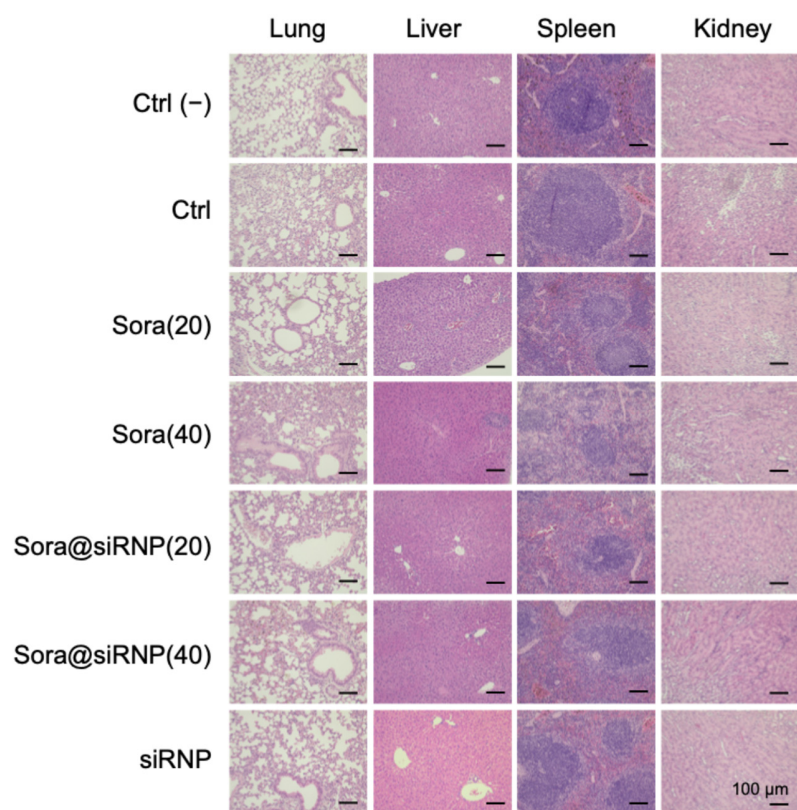 Lung Liver Spleen Kidney
Ctrl (−)
Ctrl
Sora(20)
Sora(40)
Sora@siRNP(20)
Sora@siRNP(40)
siRNP
100 µm